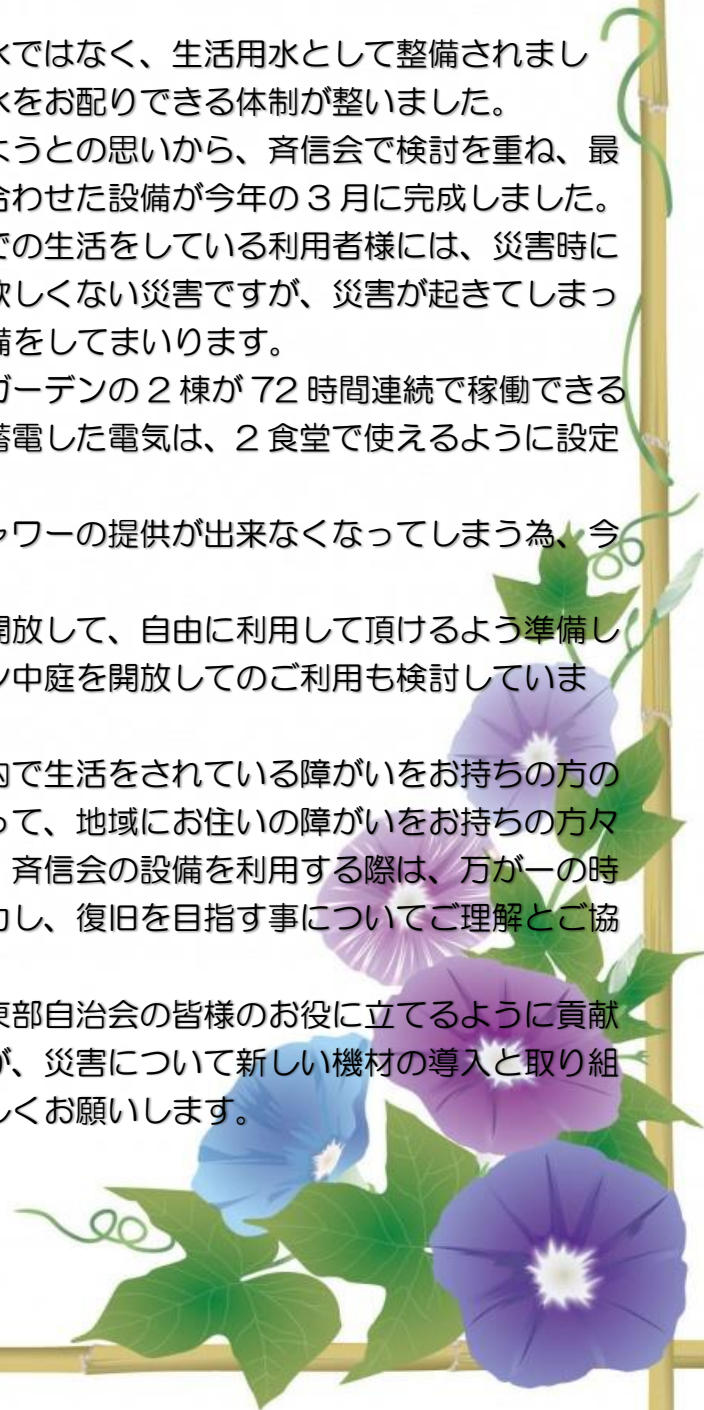 ではなく、生活用水として整備されまし
水をお配りできる体制が整いました。
ようとの思いから、斉信会で検討を重ね、最
合わせた設備が今年の3月に完成しました。
での生活をしている利用者様には、災害時に
欲しくない災害ですが、災害が起きてしまっ
備をしてまいります。
ガーデンの2棟が72時間連続で稼働できる
蓄電した電気は、2食堂で使えるように設定
ャワーの提供が出来なくなってしまう為、今
開放して、自由に利用して頂けるよう準備し
ン中庭を開放してのご利用も検討していま
内で生活をされている障がいをお持ちの方の
って、地域にお住いの障がいをお持ちの方々
斉信会の設備を利用する際は、万が一の時
力し、復旧を目指す事についてご理解とご協
東部自治会の皆様のお役に立てるように貢献
が、災害について新しい機材の導入と取り組
しくお願いします。